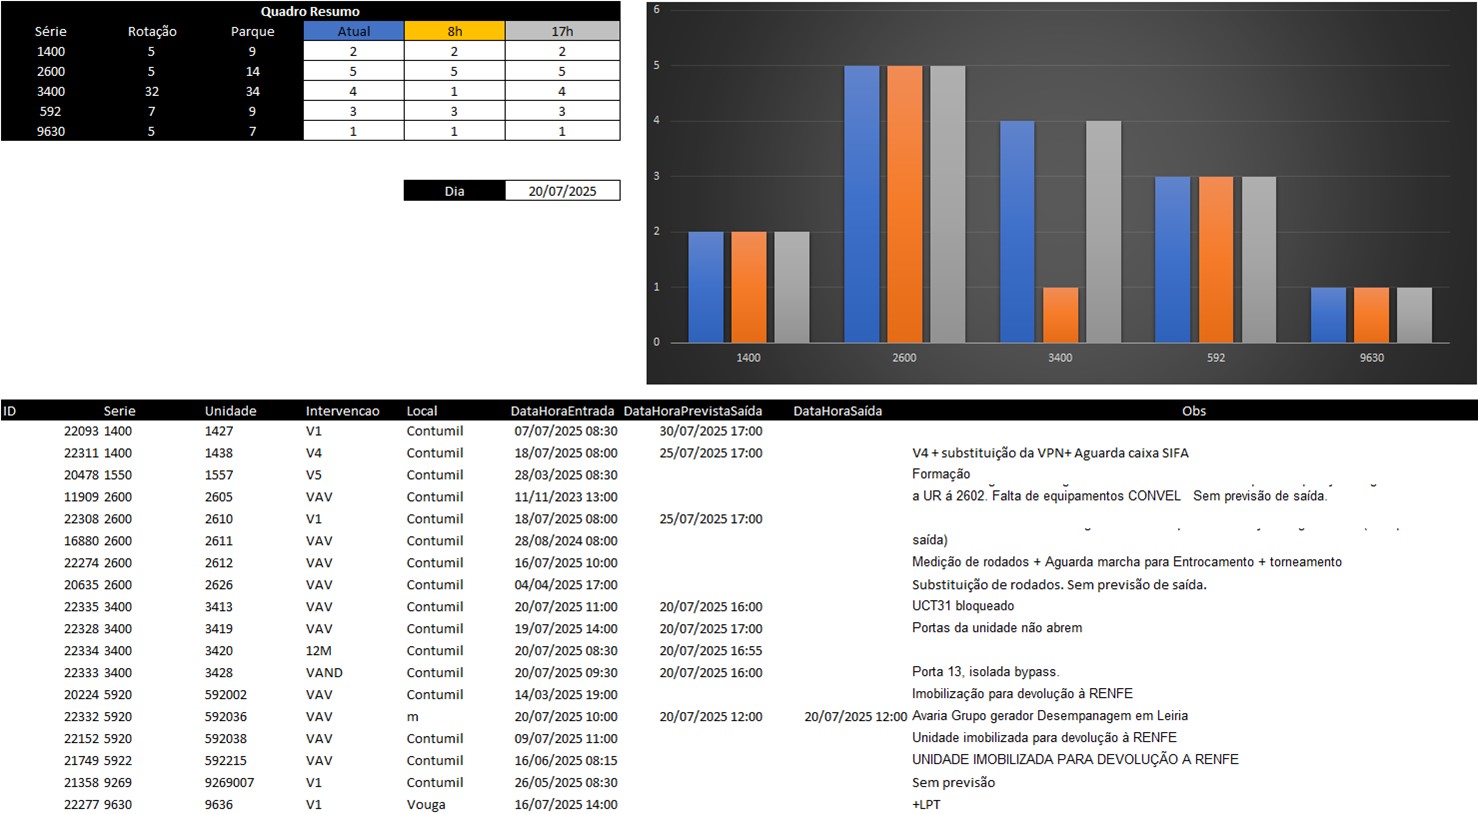 Quadro Resumo
Série Rotação Parque Atual 8h 17h
1400 5 9 2 2 2
2600 5 14 5 5 5
3400 32 34 4 1 4
592 7 9 3 3 3
9630 5 7 1 1 1
Dia 20/07/2025
6
5
4
3
2
1
0
1400 2600 3400 592 9630
ID Serie Unidade Intervencao Local DataHoraEntrada DataHoraPrevistaSaída DataHoraSaída Obs
22093 1400 1427 V1 Contumil 07/07/2025 08:30 30/07/2025 17:00
22311 1400 1438 V4 Contumil 18/07/2025 08:00 25/07/2025 17:00 V4 + substituição da VPN+ Aguarda caixa SIFA
20478 1550 1557 V5 Contumil 28/03/2025 08:30 Formação
11909 2600 2605 VAV Contumil 11/11/2023 13:00 a UR á 2602. Falta de equipamentos CONVEL Sem previsão de saída.
22308 2600 2610 V1 Contumil 18/07/2025 08:00 25/07/2025 17:00
16880 2600 2611 VAV Contumil 28/08/2024 08:00 saída)
22274 2600 2612 VAV Contumil 16/07/2025 10:00 Medição de rodados + Aguarda marcha para Entrocamento + torneamento
20635 2600 2626 VAV Contumil 04/04/2025 17:00 Substituição de rodados. Sem previsão de saída.
22335 3400 3413 VAV Contumil 20/07/2025 11:00 20/07/2025 16:00 UCT31 bloqueado
22328 3400 3419 VAV Contumil 19/07/2025 14:00 20/07/2025 17:00 Portas da unidade não abrem
22334 3400 3420 12M Contumil 20/07/2025 08:30 20/07/2025 16:55
22333 3400 3428 VAND Contumil 20/07/2025 09:30 20/07/2025 16:00 Porta 13, isolada bypass.
20224 5920 592002 VAV Contumil 14/03/2025 19:00 Imobilização para devolução à RENFE
22332 5920 592036 VAV m 20/07/2025 10:00 20/07/2025 12:00 20/07/2025 12:00 Avaria Grupo gerador Desempanagem em Leiria
22152 5920 592038 VAV Contumil 09/07/2025 11:00 Unidade imobilizada para devolução à RENFE
21749 5922 592215 VAV Contumil 16/06/2025 08:15 UNIDADE IMOBILIZADA PARA DEVOLUÇÃO A RENFE
21358 9269 9269007 V1 Contumil 26/05/2025 08:30 Sem previsão
22277 9630 9636 V1 Vouga 16/07/2025 14:00 +LPT